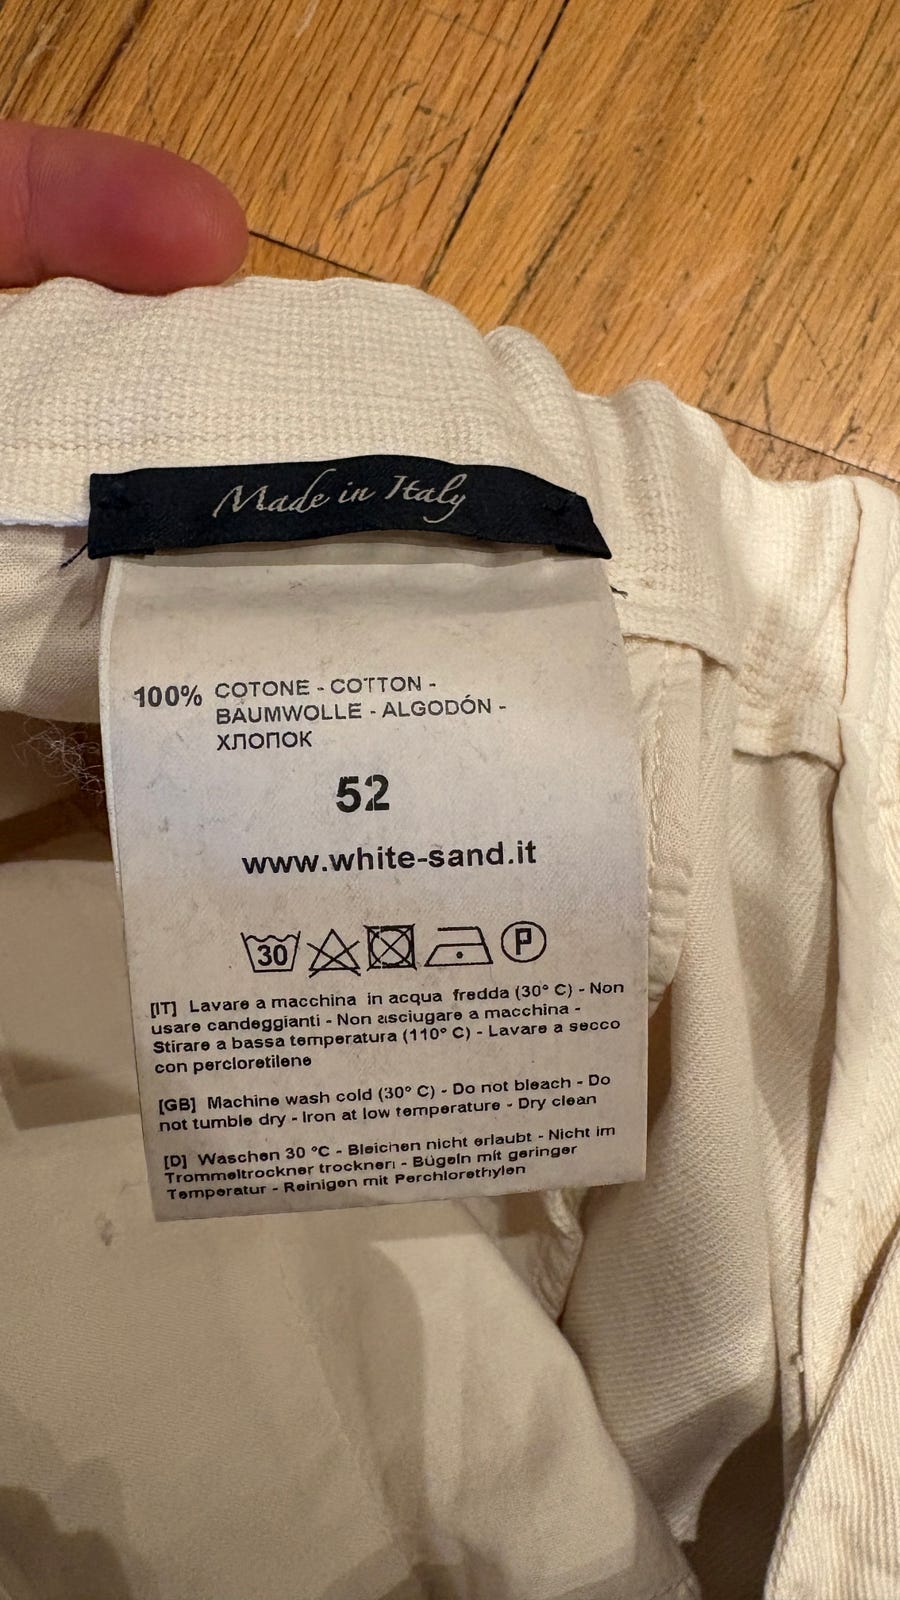 Made in Italy
100% COTONE - COTTON -
BAUMWOLLE - ALGODÓN -
ХЛОПОК
52
www.white-sand.it
30 P
[IT] Lavare a macchina in acqua fredda (30° C) - Non
usare candeggianti - Non asciugare a macchina -
Stirare a bassa temperatura (110° C) - Lavare a secco
con percloretilene
[GB] Machine wash cold (30° C) - Do not bleach - Do
not tumble dry - Iron at low temperature - Dry clean
[D] Waschen 30 °C - Bleichen nicht erlaubt - Nicht im
Trommeltrockner trocknen - Bügeln mit geringer
Temperatur - Reinigen mit Perchlorethylen